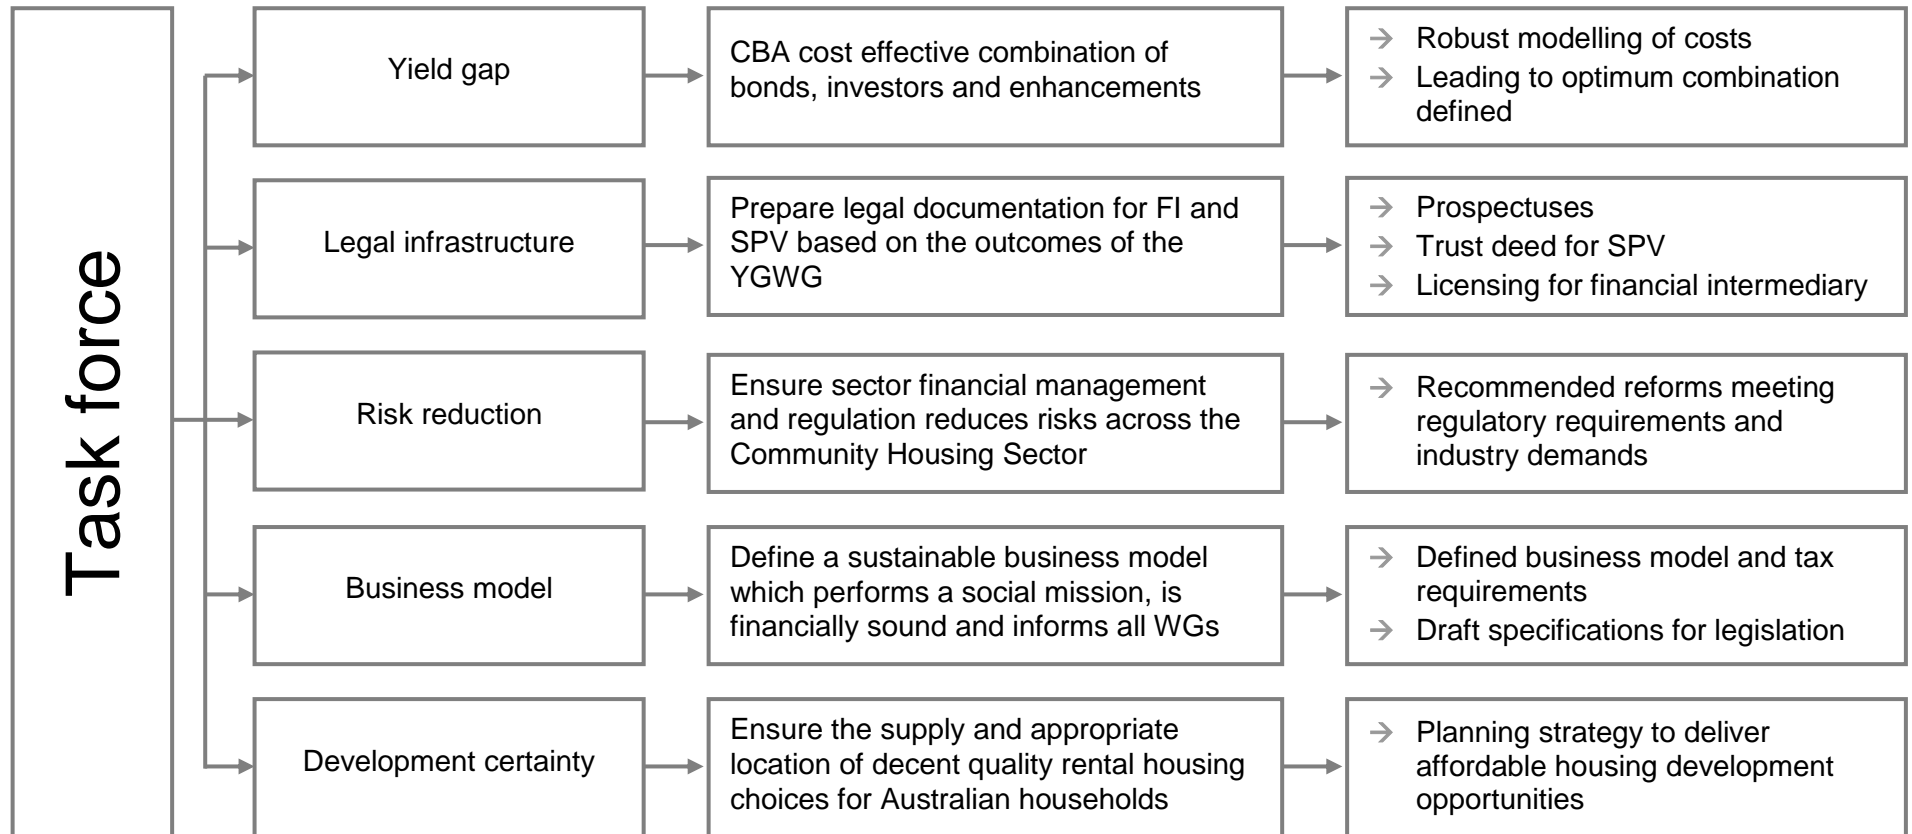 Task force
Yield gap
CBA cost effective combination of
bonds, investors and enhancements
→ Robust modelling of costs
→ Leading to optimum combination
defined
Legal infrastructure
Prepare legal documentation for FI and
SPV based on the outcomes of the
YGWG
→ Prospectuses
→ Trust deed for SPV
→ Licensing for financial intermediary
Risk reduction
Ensure sector financial management
and regulation reduces risks across the
Community Housing Sector
→ Recommended reforms meeting
regulatory requirements and
industry demands
Business model
Define a sustainable business model
which performs a social mission, is
financially sound and informs all WGs
→ Defined business model and tax
requirements
→ Draft specifications for legislation
Development certainty
Ensure the supply and appropriate
location of decent quality rental housing
choices for Australian households
→ Planning strategy to deliver
affordable housing development
opportunities